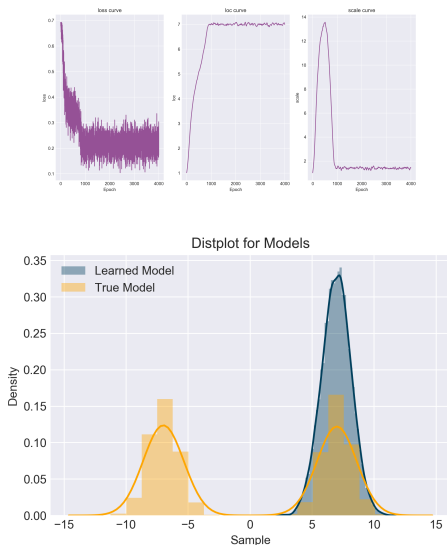 loss curve
loc curve
scale curve
0.7
0.6
0.5
0.4
0.3
0.2
0.1
loss
0 1000 2000 3000 4000
Epoch
7
6
5
4
3
2
1
loc
0 1000 2000 3000 4000
Epoch
14
12
10
8
6
4
2
scale
0 1000 2000 3000 4000
Epoch
Distplot for Models
Learned Model
True Model
0.35
0.30
0.25
0.20
0.15
0.10
0.05
0.00
Density
−15 −10 −5 0 5 10 15
Sample